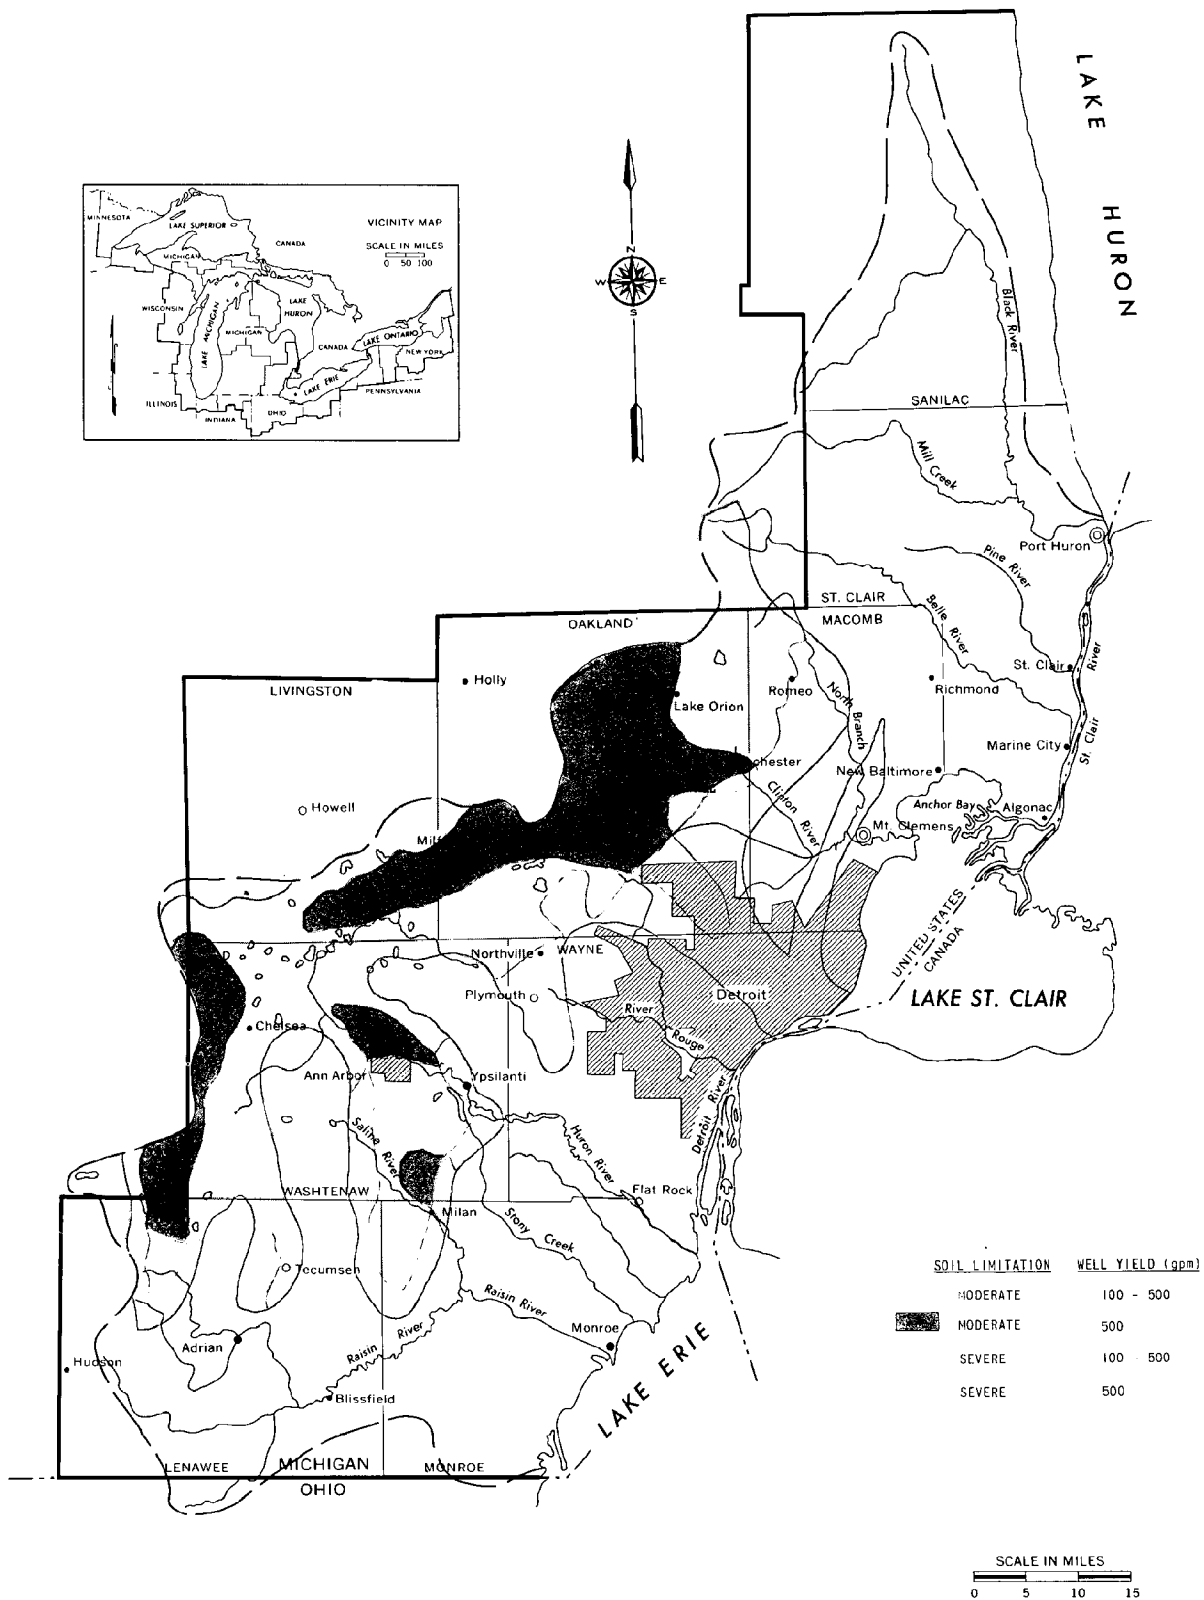 LAKE HURON
MINNESOTA
LAKE SUPERIOR
CANADA
VICINITY MAP
SCALE IN MILES
0 50 100
MICHIGAN
WISCONSIN
LAKE MICHIGAN
LAKE HURON
MICHIGAN
CANADA
LAKE ONTARIO
NEW YORK
LAKE ERIE
PENNSYLVANIA
ILLINOIS
INDIANA
OHIO
N
W E
S
Black River
SANILAC
Mill Creek
Port Huron
Pine River
ST. CLAIR
MACOMB
Belle River
OAKLAND
LIVINGSTON
Holly
Lake Orion
Romeo
North Branch
Richmond
St. Clair
St. Clair River
Marine City
chester
New Baltimore
Clinton River
Anchor Bay
Algonac
Howell
Milf
Mt. Clemens
UNITED STATES
CANADA
Northville
WAYNE
Plymouth
Detroit
LAKE ST. CLAIR
River Rouge
Chelsea
Ann Arbor
Ypsilanti
Detroit River
Saline River
Huron River
WASHTENAW
Flat Rock
Milan
Stony Creek
Tecumseh
Raisin River
Monroe
Adrian
Raisin River
Hudson
Blissfield
LAKE ERIE
LENAWEE
MICHIGAN
MONROE
OHIO
SOIL LIMITATION WELL YIELD (gpm)
MODERATE 100 - 500
MODERATE 500
SEVERE 100 - 500
SEVERE 500
SCALE IN MILES
0 5 10 15